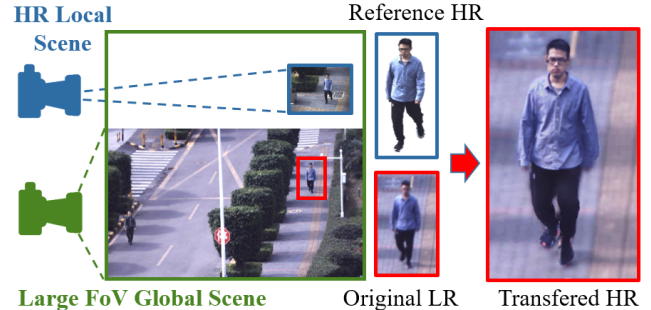 HR Local
Scene
Reference HR
Large FoV Global Scene
Original LR
Transfered HR